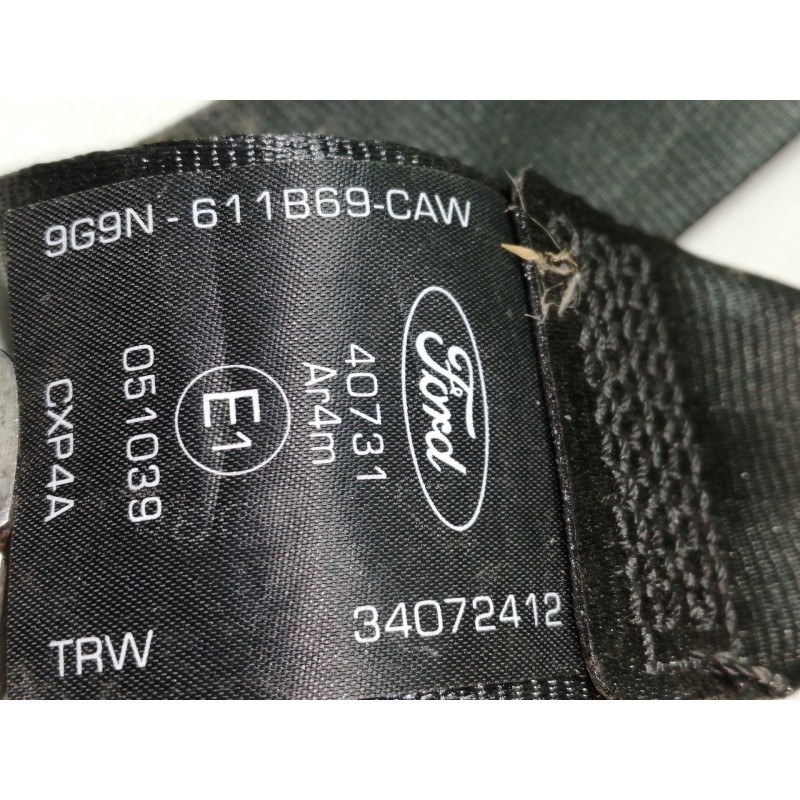 9G9N-611B69-CAW
Ford
40731
Ar4m
E1
051039
CXP4A
TRW
34072412